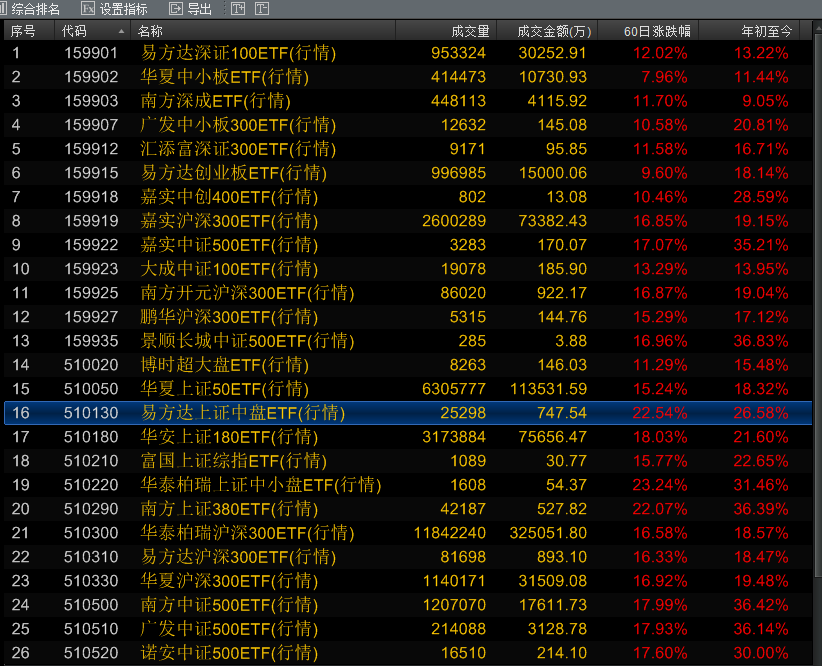 综合排名 Fx 设置指标 导出
序号 代码 名称 成交量 成交金额(万) 60日涨跌幅 年初至今
1 159901 易方达深证100ETF(行情) 953324 30252.91 12.02% 13.22%
2 159902 华夏中小板ETF(行情) 414473 10730.93 7.96% 11.44%
3 159903 南方深成ETF(行情) 448113 4115.92 11.70% 9.05%
4 159907 广发中小板300ETF(行情) 12632 145.08 10.58% 20.81%
5 159912 汇添富深证300ETF(行情) 9171 95.85 11.58% 16.71%
6 159915 易方达创业板ETF(行情) 996985 15000.06 9.60% 18.14%
7 159918 嘉实中创400ETF(行情) 802 13.08 10.46% 28.59%
8 159919 嘉实沪深300ETF(行情) 2600289 73382.43 16.85% 19.15%
9 159922 嘉实中证500ETF(行情) 3283 170.07 17.07% 35.21%
10 159923 大成中证100ETF(行情) 19078 185.90 13.29% 13.95%
11 159925 南方开元沪深300ETF(行情) 86020 922.17 16.87% 19.04%
12 159927 鹏华沪深300ETF(行情) 5315 144.76 15.29% 17.12%
13 159935 景顺长城中证500ETF(行情) 285 3.88 16.96% 36.83%
14 510020 博时超大盘ETF(行情) 8263 146.03 11.29% 15.48%
15 510050 华夏上证50ETF(行情) 6305777 113531.59 15.24% 18.32%
16 510130 易方达上证中盘ETF(行情) 25298 747.54 22.54% 26.58%
17 510180 华安上证180ETF(行情) 3173884 75656.47 18.03% 21.60%
18 510210 富国上证综指ETF(行情) 1089 30.77 15.77% 22.65%
19 510220 华泰柏瑞上证中小盘ETF(行情) 1608 54.37 23.24% 31.46%
20 510290 南方上证380ETF(行情) 42187 527.82 22.07% 36.39%
21 510300 华泰柏瑞沪深300ETF(行情) 11842240 325051.80 16.58% 18.57%
22 510310 易方达沪深300ETF(行情) 81698 893.10 16.33% 18.47%
23 510330 华夏沪深300ETF(行情) 1140171 31509.08 16.92% 19.48%
24 510500 南方中证500ETF(行情) 1207070 17611.73 17.99% 36.42%
25 510510 广发中证500ETF(行情) 214088 3128.78 17.93% 36.14%
26 510520 诺安中证500ETF(行情) 16510 214.10 17.60% 30.00%